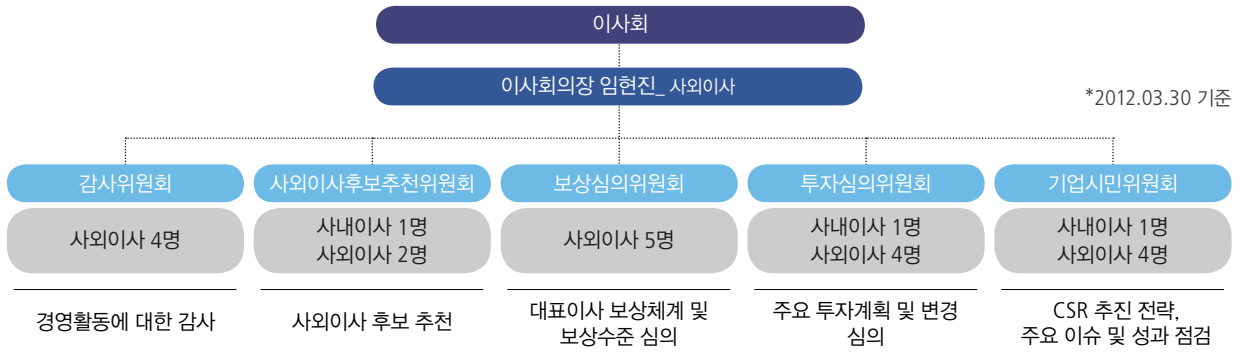 이사회
이사회의장 임현진_ 사외이사
*2012.03.30 기준
감사위원회
사외이사후보추천위원회
보상심의위원회
투자심의위원회
기업시민위원회
사외이사 4명
사내이사 1명
사외이사 2명
사외이사 5명
사내이사 1명
사외이사 4명
사내이사 1명
사외이사 4명
경영활동에 대한 감사
사외이사 후보 추천
대표이사 보상체계 및
보상수준 심의
주요 투자계획 및 변경
심의
CSR 추진 전략,
주요 이슈 및 성과 점검